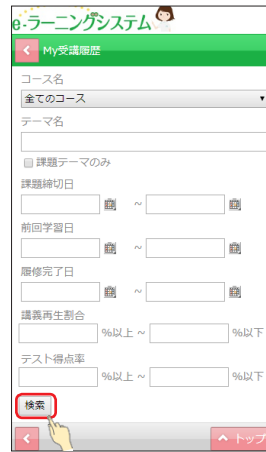 e-ラーニングシステム
My受講履歴
コース名
全てのコース
テーマ名
課題テーマのみ
課題締切日
~
前回学習日
~
履修完了日
~
講義再生割合
%以上 ~ %以下
テスト得点率
%以上 ~ %以下
検索
トップ